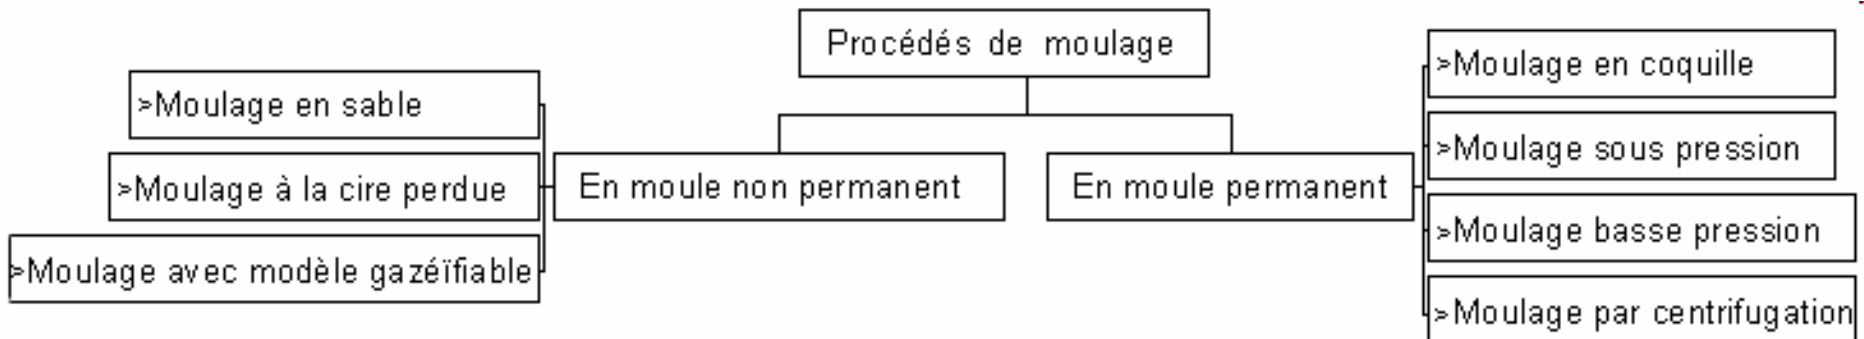 Procédés de moulage
>Moulage en sable
>Moulage à la cire perdue
>Moulage avec modèle gazéïfiable
En moule non permanent
En moule permanent
>Moulage en coquille
>Moulage sous pression
>Moulage basse pression
>Moulage par centrifugation